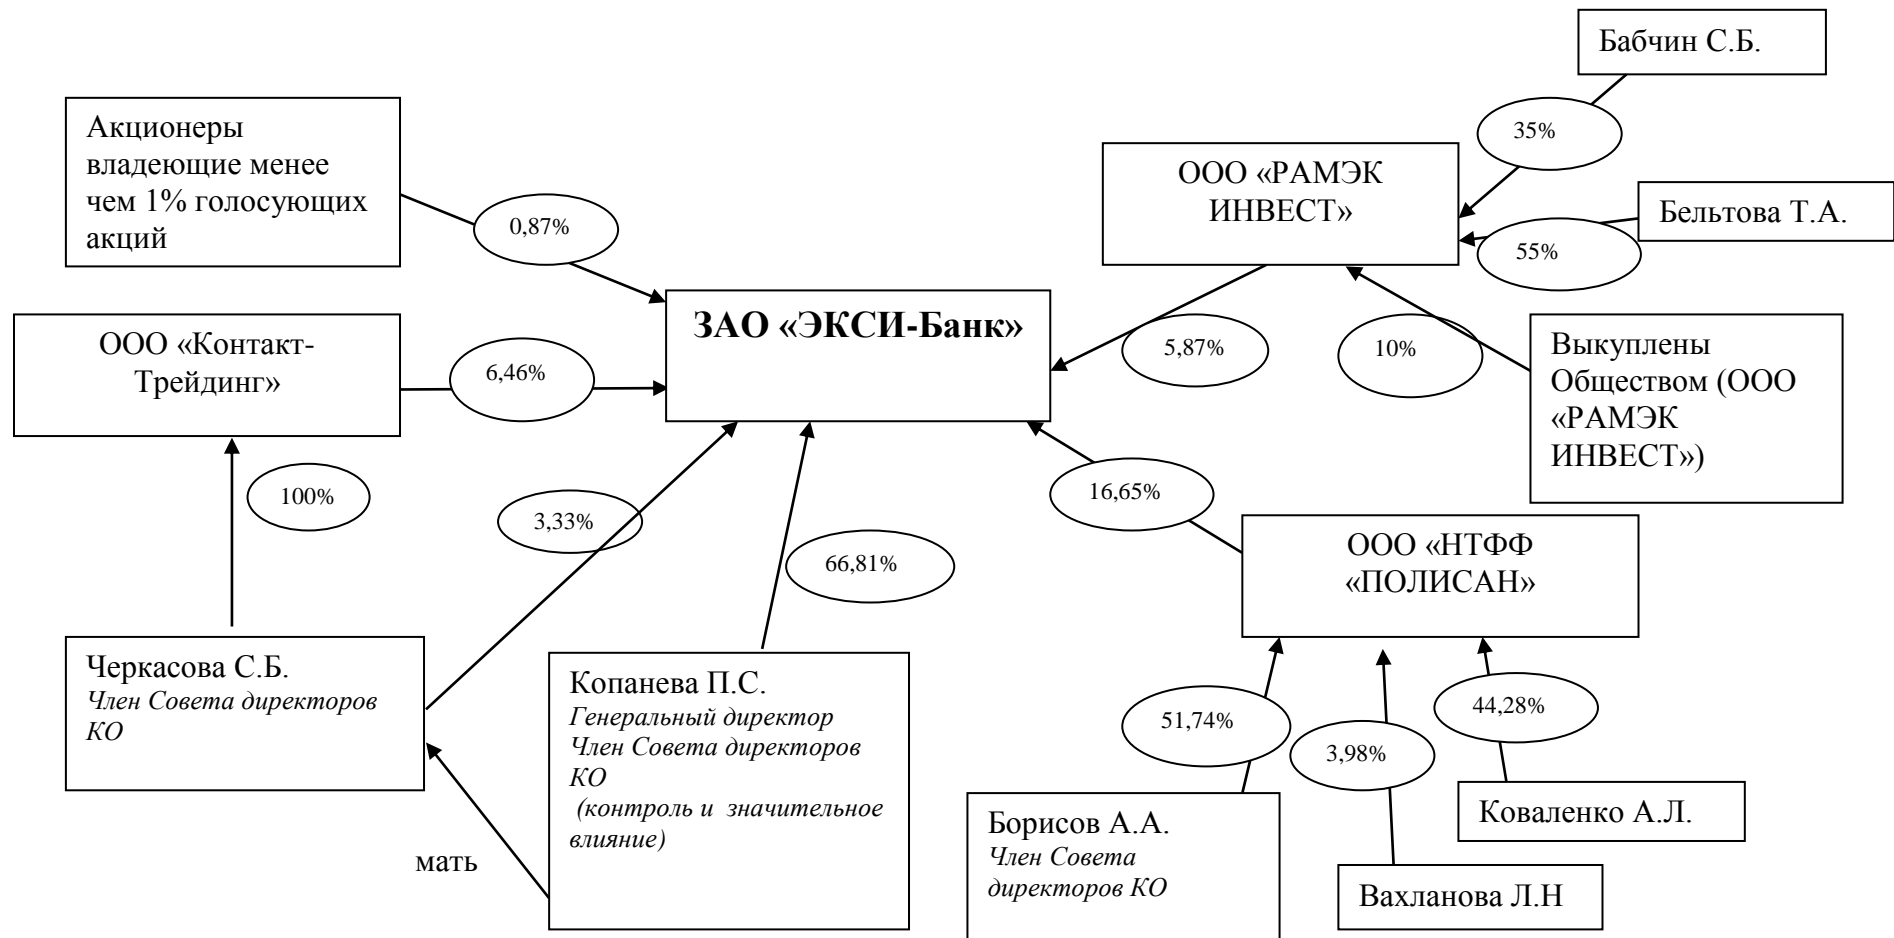 Бабчин С.Б.
Акционеры
владеющие менее
чем 1% голосующих
акций
35%
ООО «РАМЭК
ИНВЕСТ»
Бельтова Т.А.
0,87%
55%
ЗАО «ЭКСИ-Банк»
ООО «Контакт-
Трейдинг»
6,46%
5,87%
10%
Выкуплены
Обществом (ООО
«РАМЭК
ИНВЕСТ»)
100%
3,33%
16,65%
66,81%
ООО «НТФФ
«ПОЛИСАН»
Черкасова С.Б.
Член Совета директоров
КО
Копанева П.С.
Генеральный директор
Член Совета директоров
КО
(контроль и значительное
влияние)
мать
51,74%
3,98%
44,28%
Борисов А.А.
Член Совета
директоров КО
Коваленко А.Л.
Вахланова Л.Н